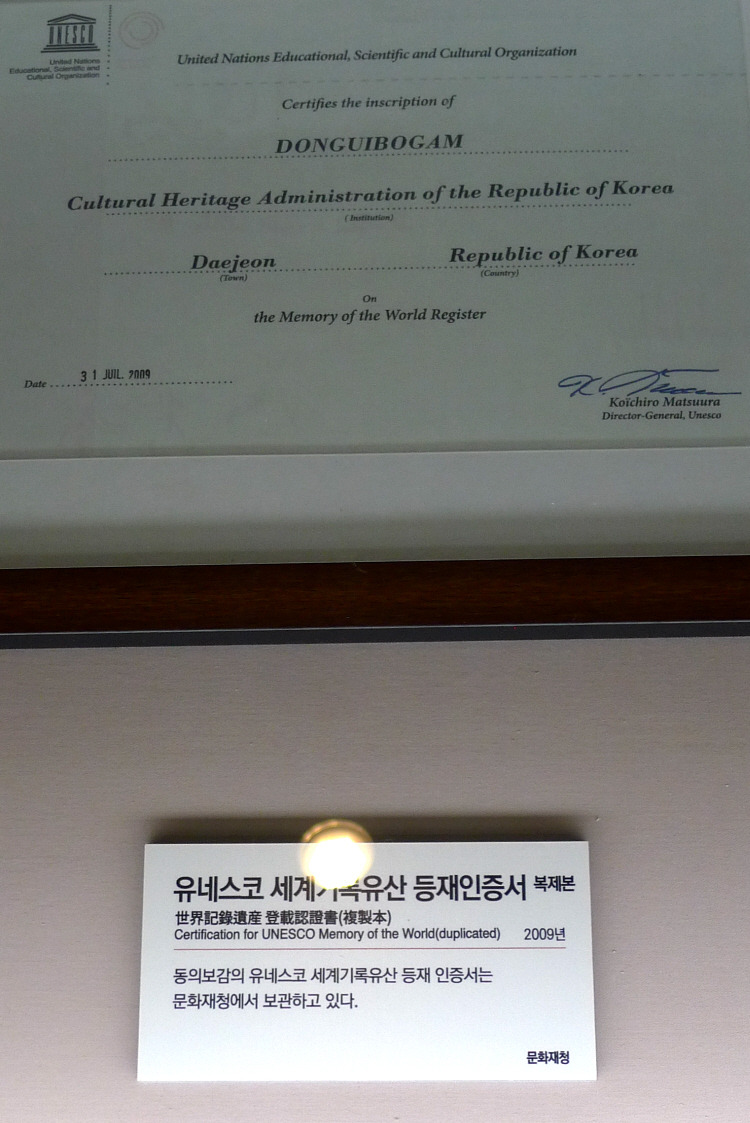 UNESCO
United Nations
Educational, Scientific and
Cultural Organization
United Nations Educational, Scientific and Cultural Organization
Certifies the inscription of
DONGUIBOGAM
Cultural Heritage Administration of the Republic of Korea
( Institution)
Daejeon Republic of Korea
(Town) (Country)
On
the Memory of the World Register
Date 31 JUIL. 2009
Koïchiro Matsuura
Director-General, Unesco
유네스코 세계기록유산 등재인증서 복제본
世界記錄遺産 登載認證書(複製本)
Certification for UNESCO Memory of the World(duplicated) 2009년
동의보감의 유네스코 세계기록유산 등재 인증서는
문화재청에서 보관하고 있다.
문화재청